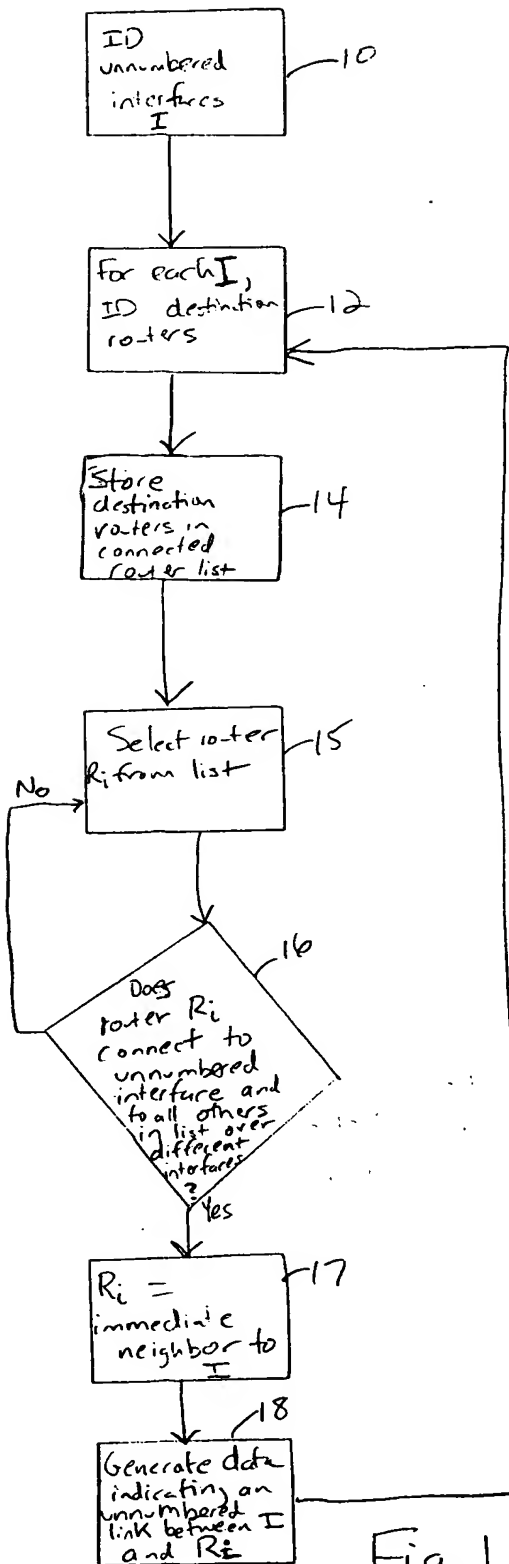 ID
unnumbered
interfaces
I
10
For each I,
ID destination
routers
12
Store
destination
routers in
connected
router list
14
Select router
Ri from list
15
No
16
Does
router Ri
connect to
unnumbered
interface and
to all others
in list over
different
interfaces
?
Yes
Ri =
immediate
neighbor to
I
17
18
Generate data
indicating an
unnumbered
link between I
and Ri
Fig. 1